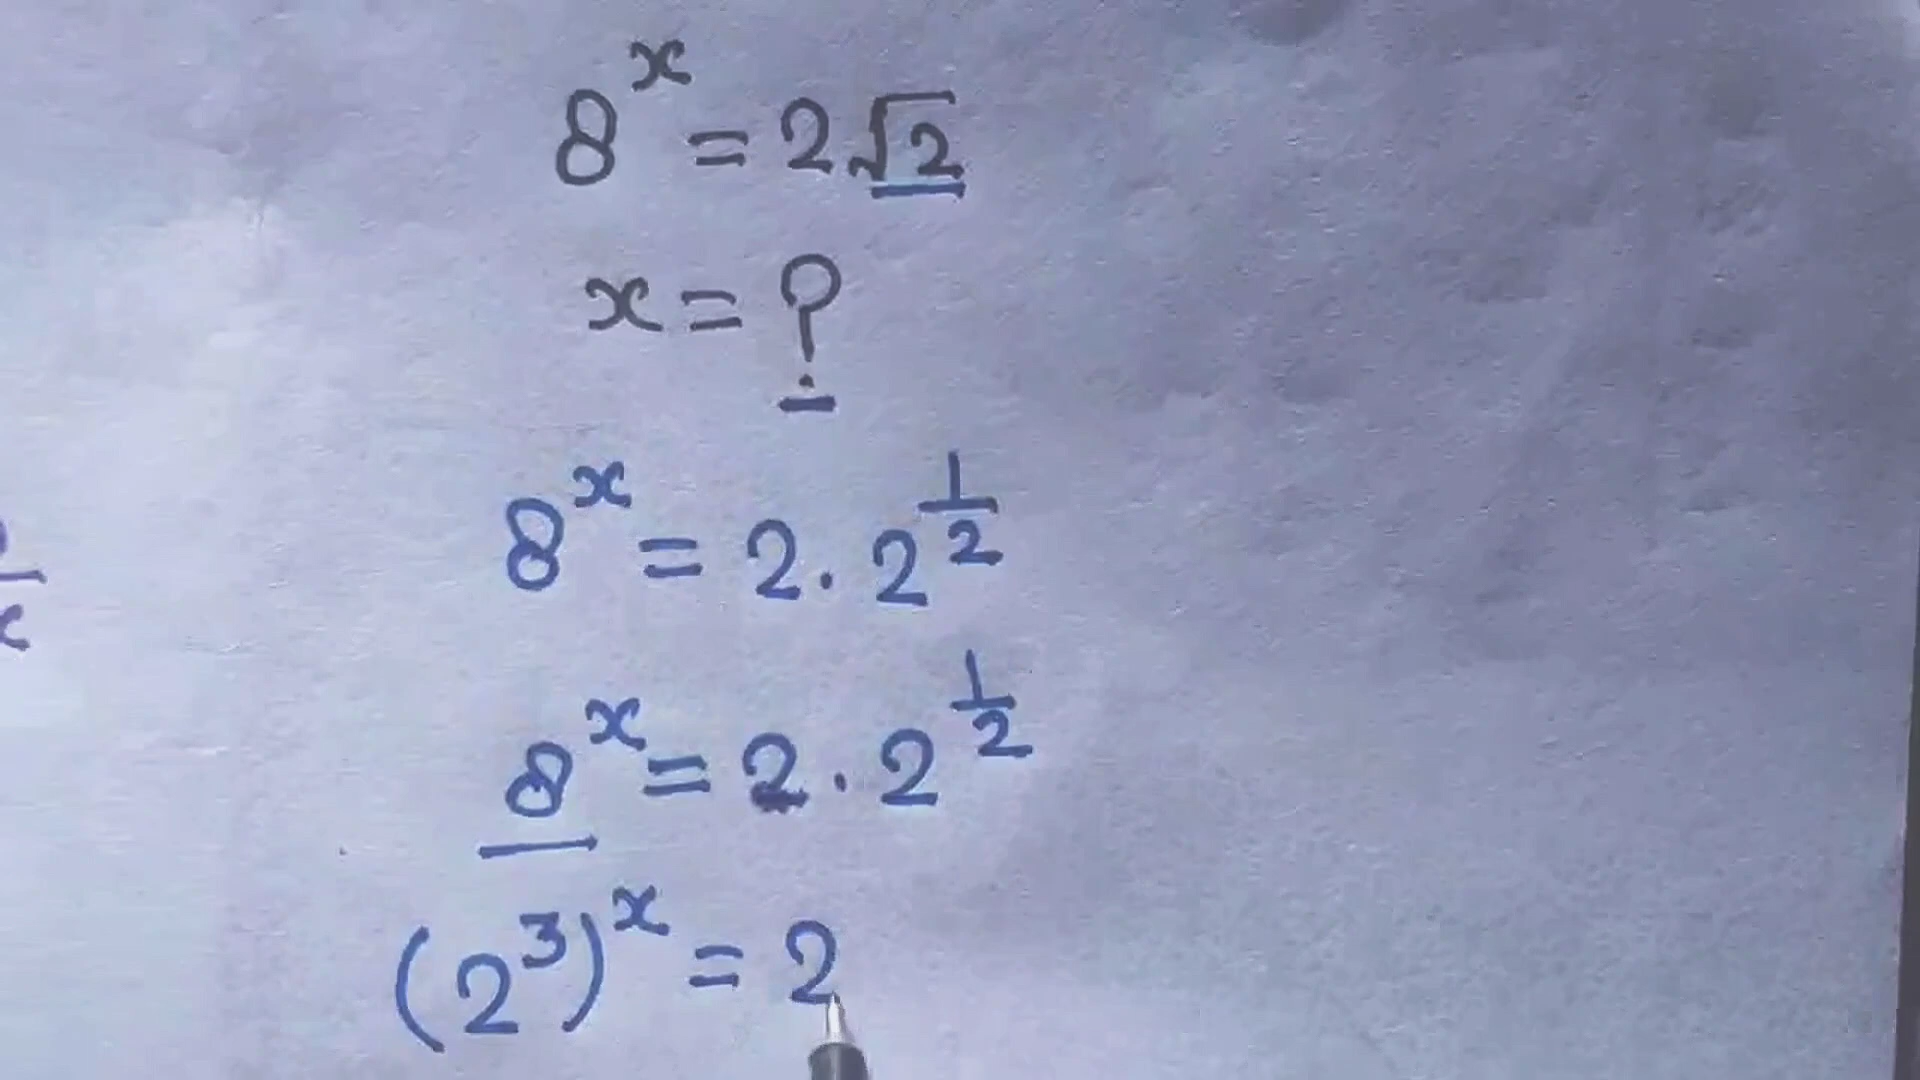 8^x = 2√2
x = ?
8^x = 2 · 2^(1/2)
8^x = 2 · 2^(1/2)
(2^3)^x = 2